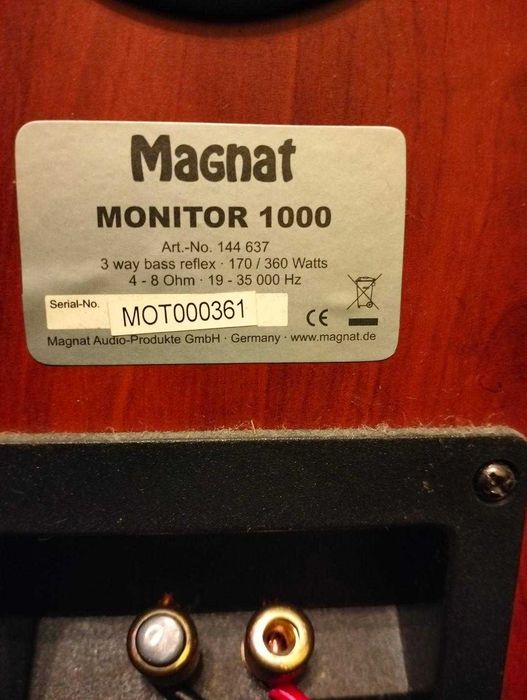 Magnat
MONITOR 1000
Art.-No. 144 637
3 way bass reflex · 170 / 360 Watts
4 - 8 Ohm · 19 - 35 000 Hz
Serial-No. MOT000361
CE
Magnat Audio-Produkte GmbH · Germany · www.magnat.de